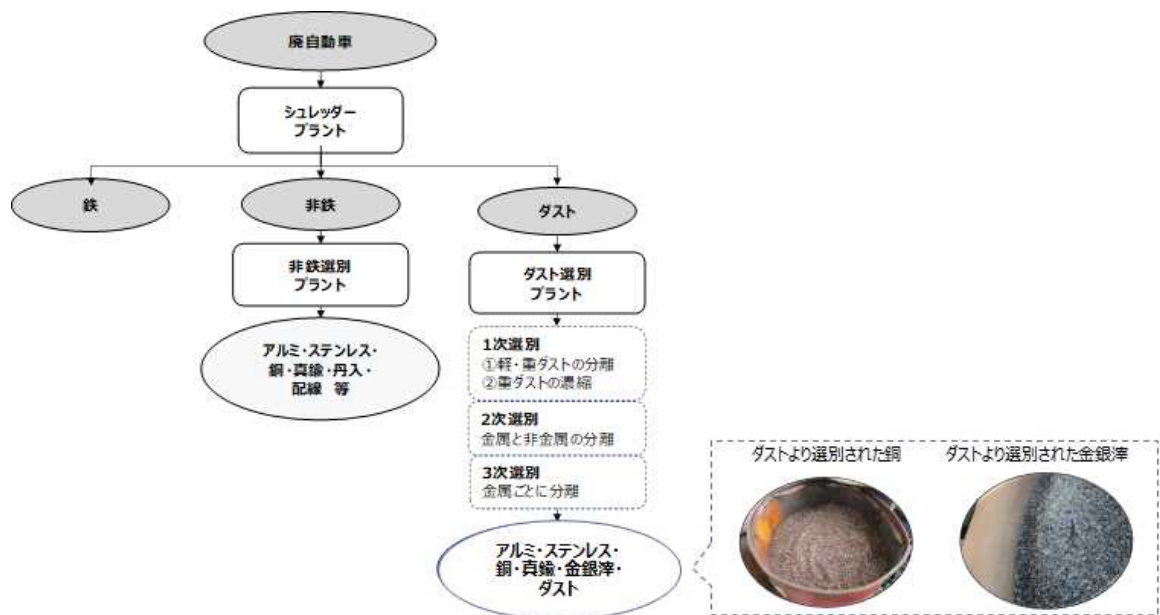 廃自動車
シュレッダー
プラント
鉄
非鉄
ダスト
非鉄選別
プラント
ダスト選別
プラント
アルミ・ステンレス・
銅・真鍮・丹入・
配線 等
1次選別
①軽・重ダストの分離
②重ダストの濃縮
2次選別
金属と非金属の分離
3次選別
金属ごとに分離
アルミ・ステンレス・
銅・真鍮・金銀滓・
ダスト
ダストより選別された銅
ダストより選別された金銀滓